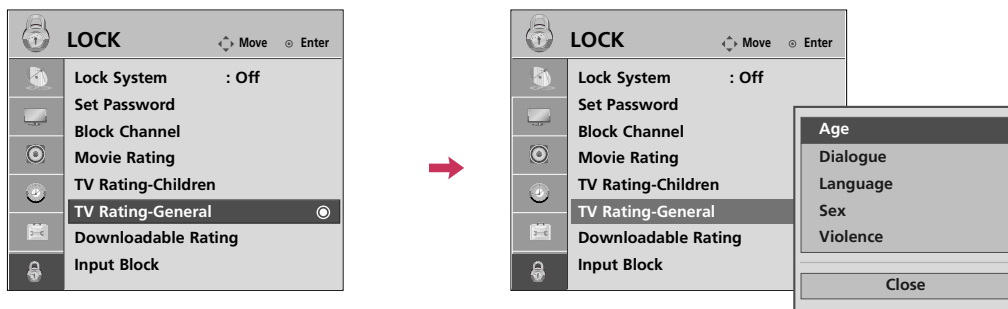 LOCK Move Enter
Lock System : Off
Set Password
Block Channel
Movie Rating
TV Rating-Children
TV Rating-General
Downloadable Rating
Input Block
LOCK Move Enter
Lock System : Off
Set Password
Block Channel
Movie Rating
TV Rating-Children
TV Rating-General
Downloadable Rating
Input Block
Age
Dialogue
Language
Sex
Violence
Close